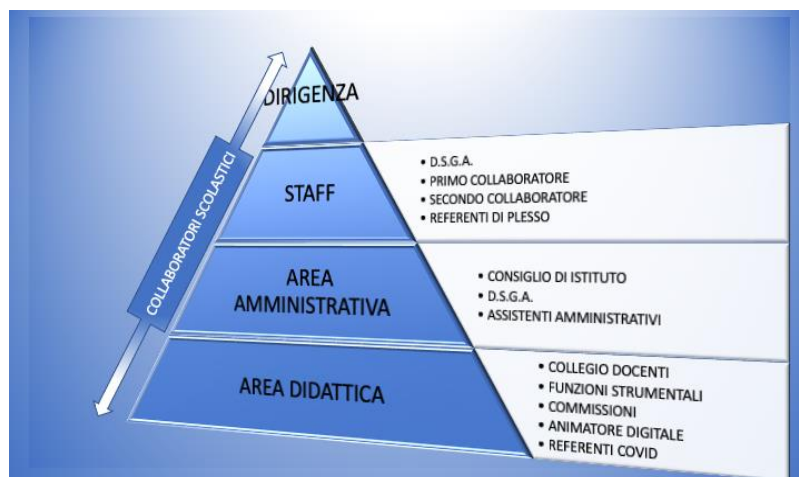 DIRIGENZA
COLLABORATORI SCOLASTICI
STAFF
• D.S.G.A.
• PRIMO COLLABORATORE
• SECONDO COLLABORATORE
• REFERENTI DI PLESSO
AREA
AMMINISTRATIVA
• CONSIGLIO DI ISTITUTO
• D.S.G.A.
• ASSISTENTI AMMINISTRATIVI
AREA DIDATTICA
• COLLEGIO DOCENTI
• FUNZIONI STRUMENTALI
• COMMISSIONI
• ANIMATORE DIGITALE
• REFERENTI COVID